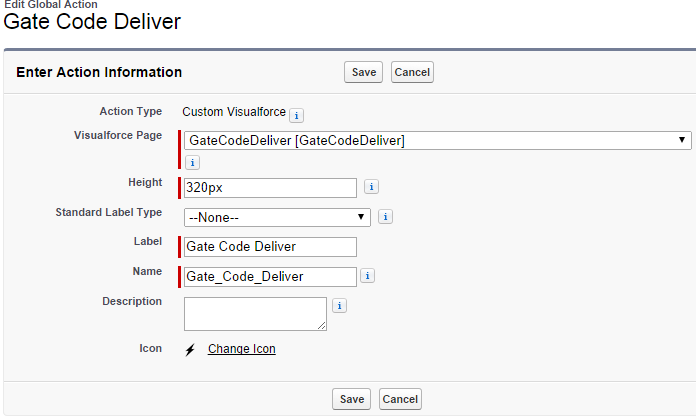 Edit Global Action
Gate Code Deliver
Enter Action Information Save Cancel
Action Type Custom Visualforce i
Visualforce Page GateCodeDeliver [GateCodeDeliver] ▼
i
Height 320px i
Standard Label Type --None-- ▼ i
Label Gate Code Deliver
Name Gate_Code_Deliver i
Description i
Icon Change Icon
Save Cancel